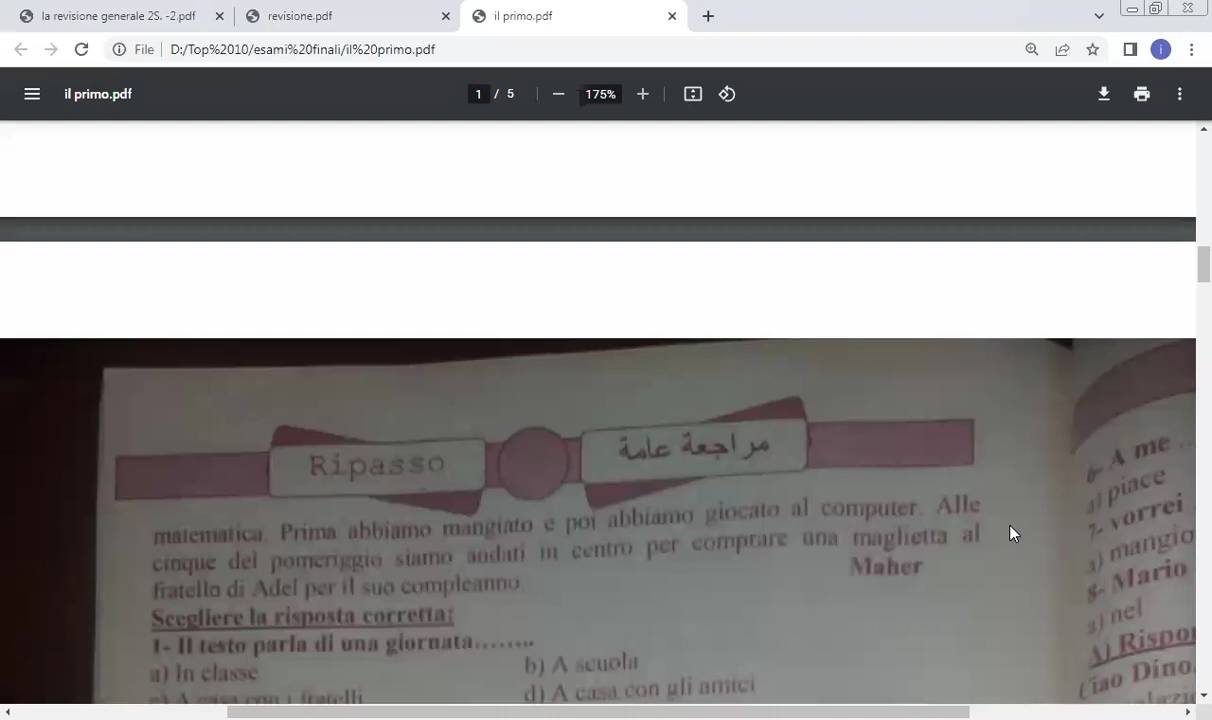 la revisione generale 2S. -2.pdf
revisione.pdf
il primo.pdf
File
D:/Top%2010/esami%20finali/il%20primo.pdf
i
il primo.pdf
1 / 5
175%
Ripasso
مراجعة عامة
matematica. Prima abbiamo mangiato e poi abbiamo giocato al computer. Alle
cinque del pomeriggio siamo andati in centro per comprare una maglietta al
fratello di Adel per il suo compleanno.
Maher
Scegliere la risposta corretta:
1- Il testo parla di una giornata........
a) In classe
b) A scuola
c) A casa con i fratelli
d) A casa con gli amici
6- A me
a) piace
7- vorrei
a) mangio
8- Mario
a) nel
A) Rispo
Ciao Dino,